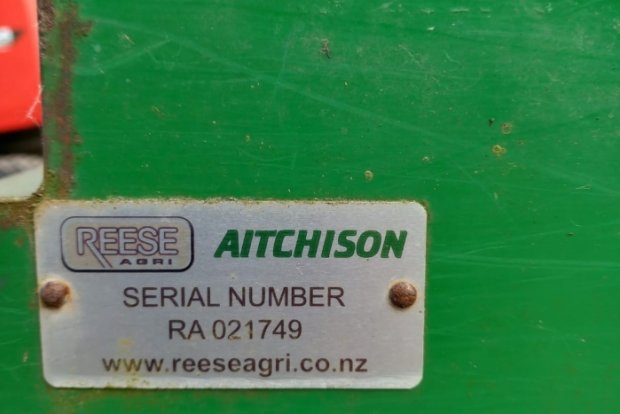 REESE AITCHISON
AGRI
SERIAL NUMBER
RA 021749
www.reeseagri.co.nz